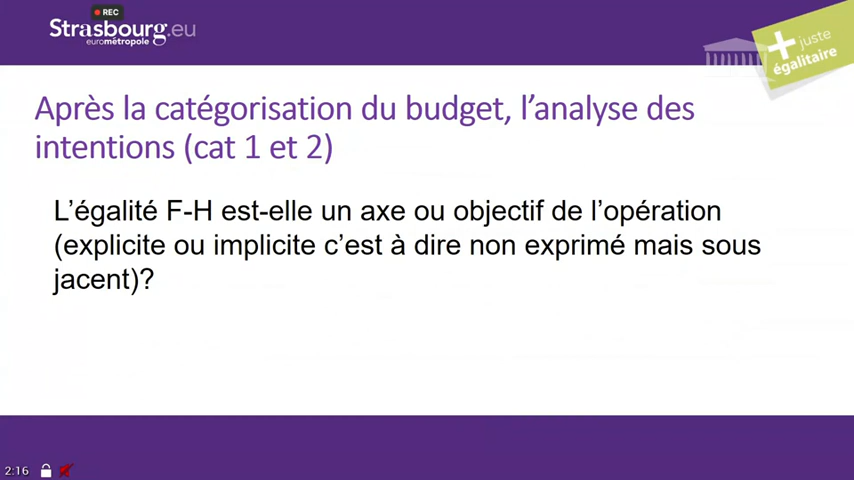 REC
Strasbourg.eu
eurométropole
+ juste
égalitaire
Après la catégorisation du budget, l’analyse des
intentions (cat 1 et 2)
L’égalité F-H est-elle un axe ou objectif de l’opération
(explicite ou implicite c’est à dire non exprimé mais sous
jacent)?
2:16